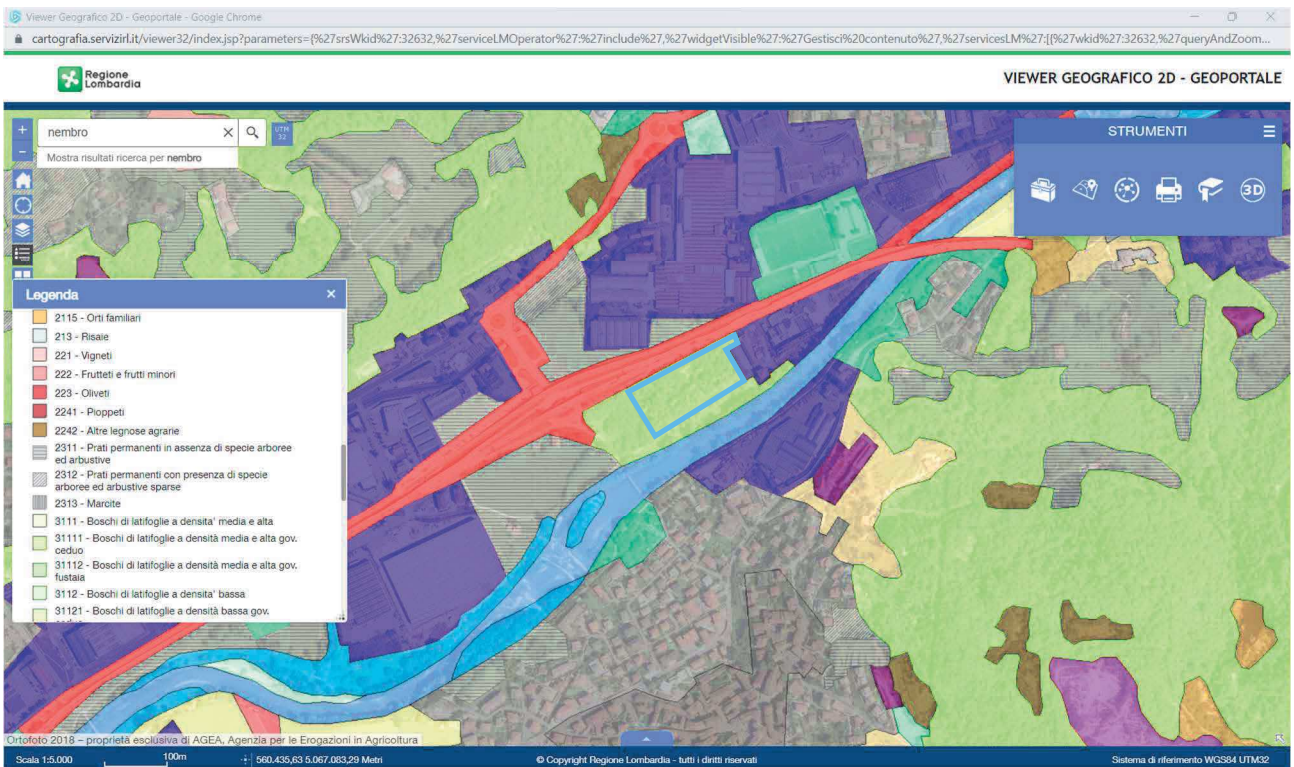 Viewer Geografico 2D - Geoportale - Google Chrome
cartografia.servizirl.it/viewer32/index.jsp?parameters={%27srsWkid%27:32632,%27serviceLMOperator%27:%27include%27,%27widgetVisible%27:%27Gestisci%20contenuto%27,%27servicesLM%27:[{%27wkid%27:32632,%27queryAndZoom...
Regione
Lombardia
VIEWER GEOGRAFICO 2D - GEOPORTALE
nembro
UTM
32
Mostra risultati ricerca per nembro
STRUMENTI
3D
Legenda
2115 - Orti familiari
213 - Risaie
221 - Vigneti
222 - Frutteti e frutti minori
223 - Oliveti
2241 - Pioppeti
2242 - Altre legnose agrarie
2311 - Prati permanenti in assenza di specie arboree
ed arbustive
2312 - Prati permanenti con presenza di specie
arboree ed arbustive sparse
2313 - Marcite
3111 - Boschi di latifoglie a densita' media e alta
31111 - Boschi di latifoglie a densità media e alta gov.
ceduo
31112 - Boschi di latifoglie a densità media e alta gov.
fustaia
3112 - Boschi di latifoglie a densita' bassa
31121 - Boschi di latifoglie a densità bassa gov.
Ortofoto 2018 – proprietà esclusiva di AGEA, Agenzia per le Erogazioni in Agricoltura
Scala 1:5.000
100m
560.435,63 5.067.083,29 Metri
© Copyright Regione Lombardia - tutti i diritti riservati
Sistema di riferimento WGS84 UTM32